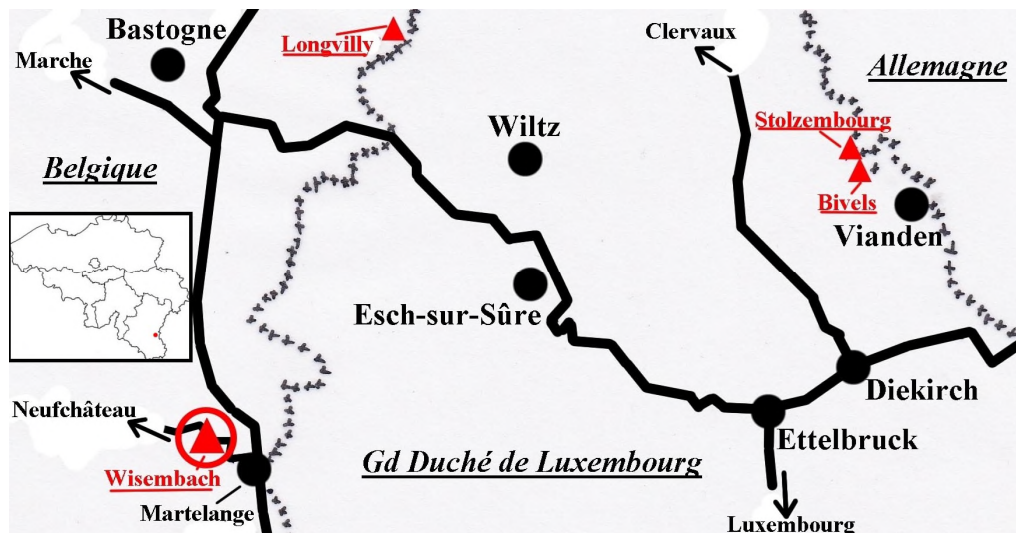 Bastogne
Longvilly
Clervaux
Marche
Allemagne
Stolzembourg
Wiltz
Belgique
Bivels
Vianden
Esch-sur-Sûre
Diekirch
Neufchâteau
Ettelbruck
Gd Duché de Luxembourg
Wisembach
Martelange
Luxembourg